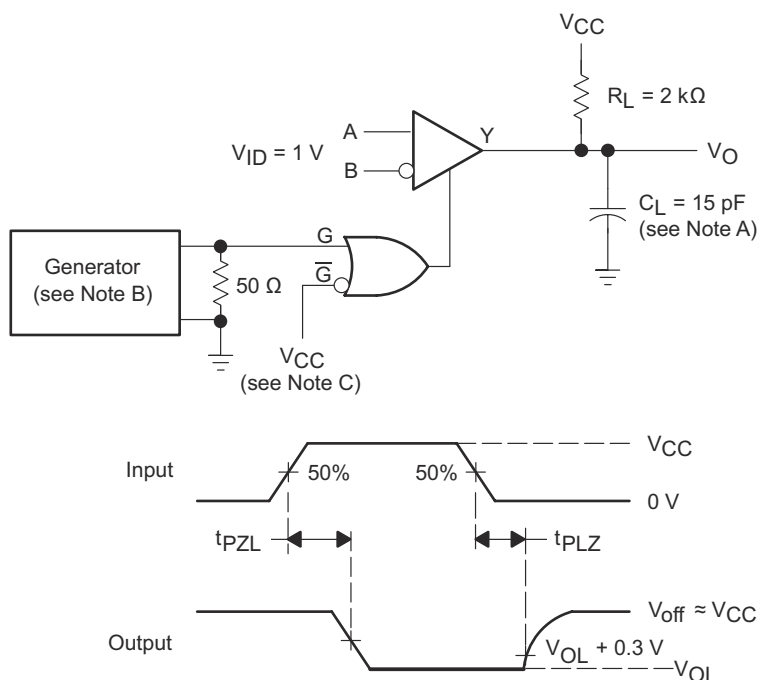 VCC
RL = 2 kΩ
A
Y
VID = 1 V
VO
B
CL = 15 pF
(see Note A)
G
Generator
(see Note B)
G̅
50 Ω
VCC
(see Note C)
VCC
Input
50%
50%
0 V
tPZL
tPLZ
Voff ≈ VCC
Output
VOL + 0.3 V
VOL